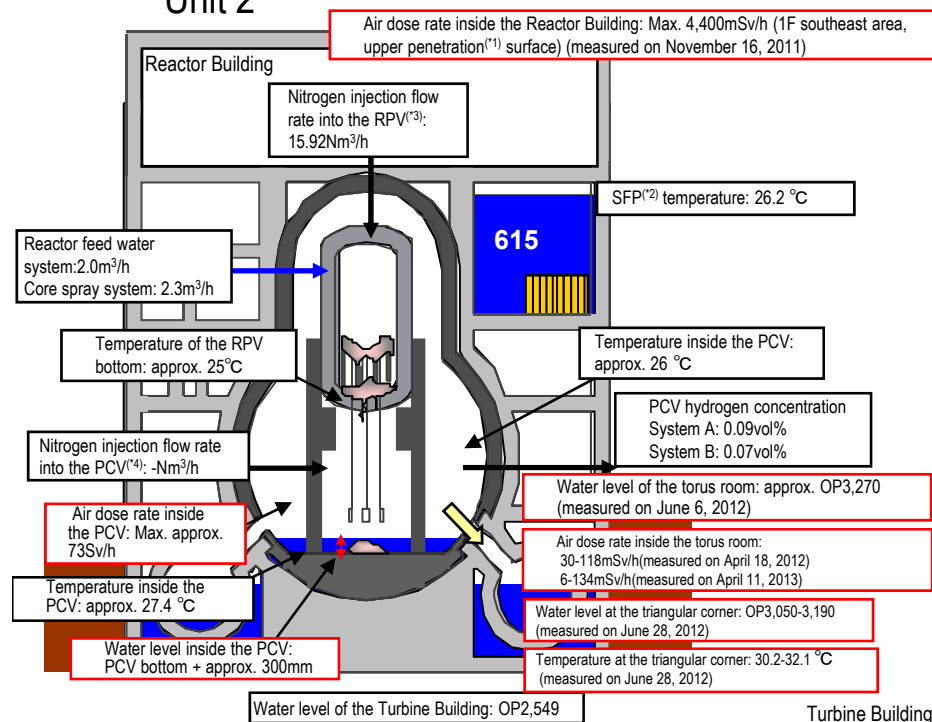 Unit 2
Air dose rate inside the Reactor Building: Max. 4,400mSv/h (1F southeast area,
upper penetration(*1) surface) (measured on November 16, 2011)
Reactor Building
Nitrogen injection flow
rate into the RPV(*3):
15.92Nm3/h
SFP(*2) temperature: 26.2 °C
615
Reactor feed water
system:2.0m3/h
Core spray system: 2.3m3/h
Temperature of the RPV
bottom: approx. 25°C
Temperature inside the PCV:
approx. 26 °C
PCV hydrogen concentration
System A: 0.09vol%
System B: 0.07vol%
Nitrogen injection flow rate
into the PCV(*4): -Nm3/h
Water level of the torus room: approx. OP3,270
(measured on June 6, 2012)
Air dose rate inside
the PCV: Max. approx.
73Sv/h
Air dose rate inside the torus room:
30-118mSv/h(measured on April 18, 2012)
6-134mSv/h(measured on April 11, 2013)
Temperature inside the
PCV: approx. 27.4 °C
Water level at the triangular corner: OP3,050-3,190
(measured on June 28, 2012)
Water level inside the PCV:
PCV bottom + approx. 300mm
Temperature at the triangular corner: 30.2-32.1 °C
(measured on June 28, 2012)
Water level of the Turbine Building: OP2,549
Turbine Building